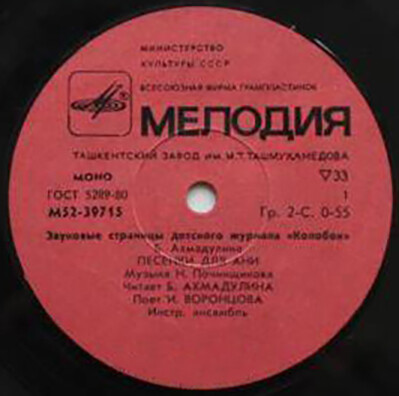 МИНИСТЕРСТВО
КУЛЬТУРЫ СССР
ВСЕСОЮЗНАЯ ФИРМА ГРАМПЛАСТИНОК
МЕЛОДИЯ
ТАШКЕНТСКИЙ ЗАВОД ИМ. М.Т. ТАШМУХАМЕДОВА
МОНО ▽33
ГОСТ 5289-80 1
М52-39715 Гр. 2-С. 0-55
Звуковые страницы детского журнала «Колобок»
Б. Ахмадулина
ПЕСЕНКИ ДЛЯ АНИ
Музыка Н. Починщикова
Читает Б. АХМАДУЛИНА
Поет И. ВОРОНЦОВА
Инстр. ансамбль